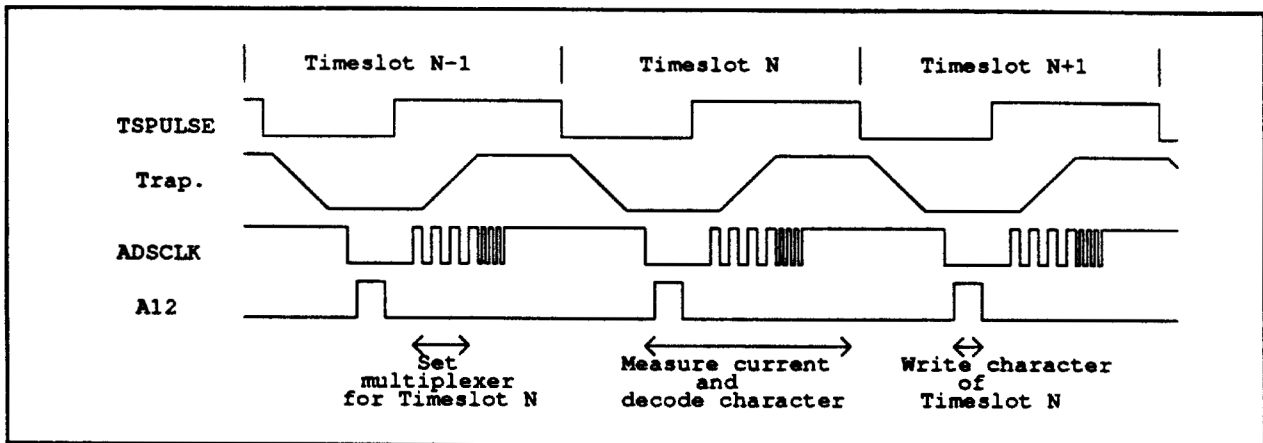 Timeslot N-1 Timeslot N Timeslot N+1
TSPULSE
Trap.
ADSCLK
A12
Set
multiplexer
for Timeslot N
Measure current
and
decode character
Write character
of
Timeslot N